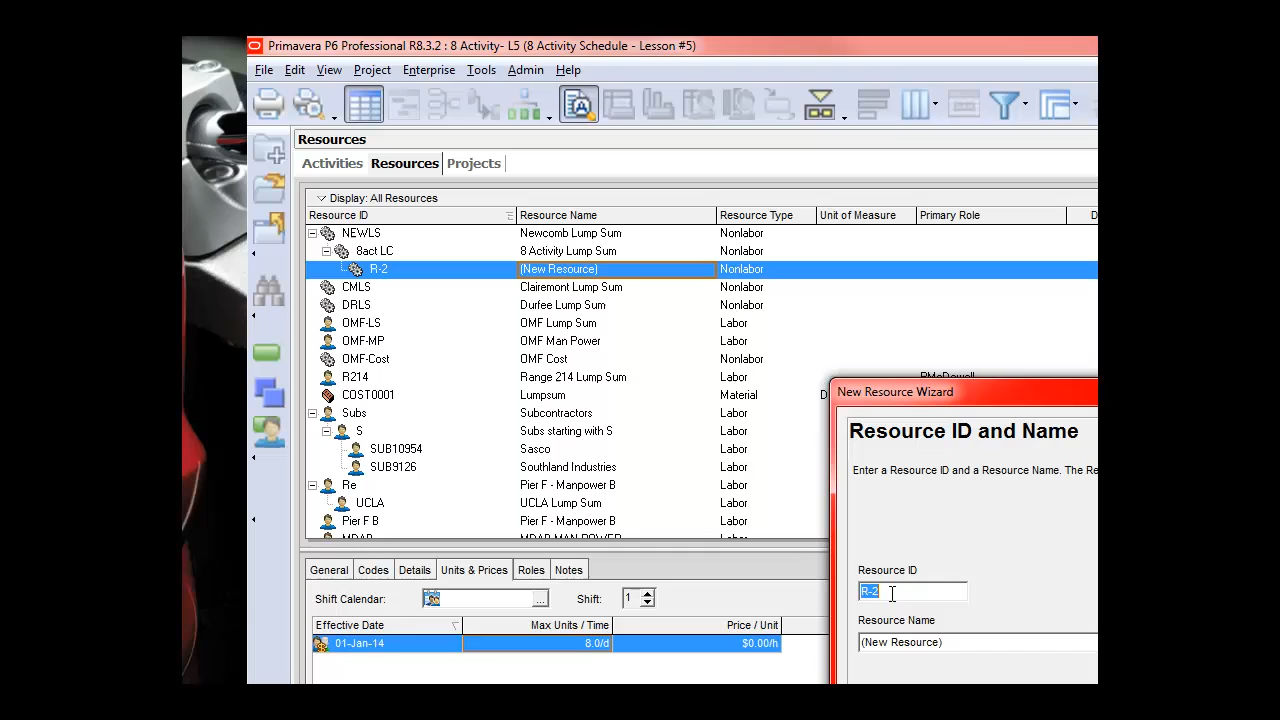 Primavera P6 Professional R8.3.2 : 8 Activity- L5 (8 Activity Schedule - Lesson #5)
File Edit View Project Enterprise Tools Admin Help
Resources
Activities Resources Projects
Display: All Resources
Resource ID Resource Name Resource Type Unit of Measure Primary Role D
NEWLS Newcomb Lump Sum Nonlabor
8act LC 8 Activity Lump Sum Nonlabor
R-2 (New Resource) Nonlabor
CMLS Clairemont Lump Sum Nonlabor
DRLS Durfee Lump Sum Nonlabor
OMF-LS OMF Lump Sum Labor
OMF-MP OMF Man Power Labor
OMF-Cost OMF Cost Nonlabor
R214 Range 214 Lump Sum Labor PMcDowell
COST0001 Lumpsum Material D
Subs Subcontractors Labor
S Subs starting with S Labor
SUB10954 Sasco Labor
SUB9126 Southland Industries Labor
Re Pier F - Manpower B Labor
UCLA UCLA Lump Sum Labor
Pier F B Pier F - Manpower B Labor
New Resource Wizard
Resource ID and Name
Enter a Resource ID and a Resource Name. The Re
Resource ID
R-2
Resource Name
(New Resource)
General Codes Details Units & Prices Roles Notes
Shift Calendar: ... Shift: 1
Effective Date Max Units / Time Price / Unit
01-Jan-14 8.0/d $0.00/h